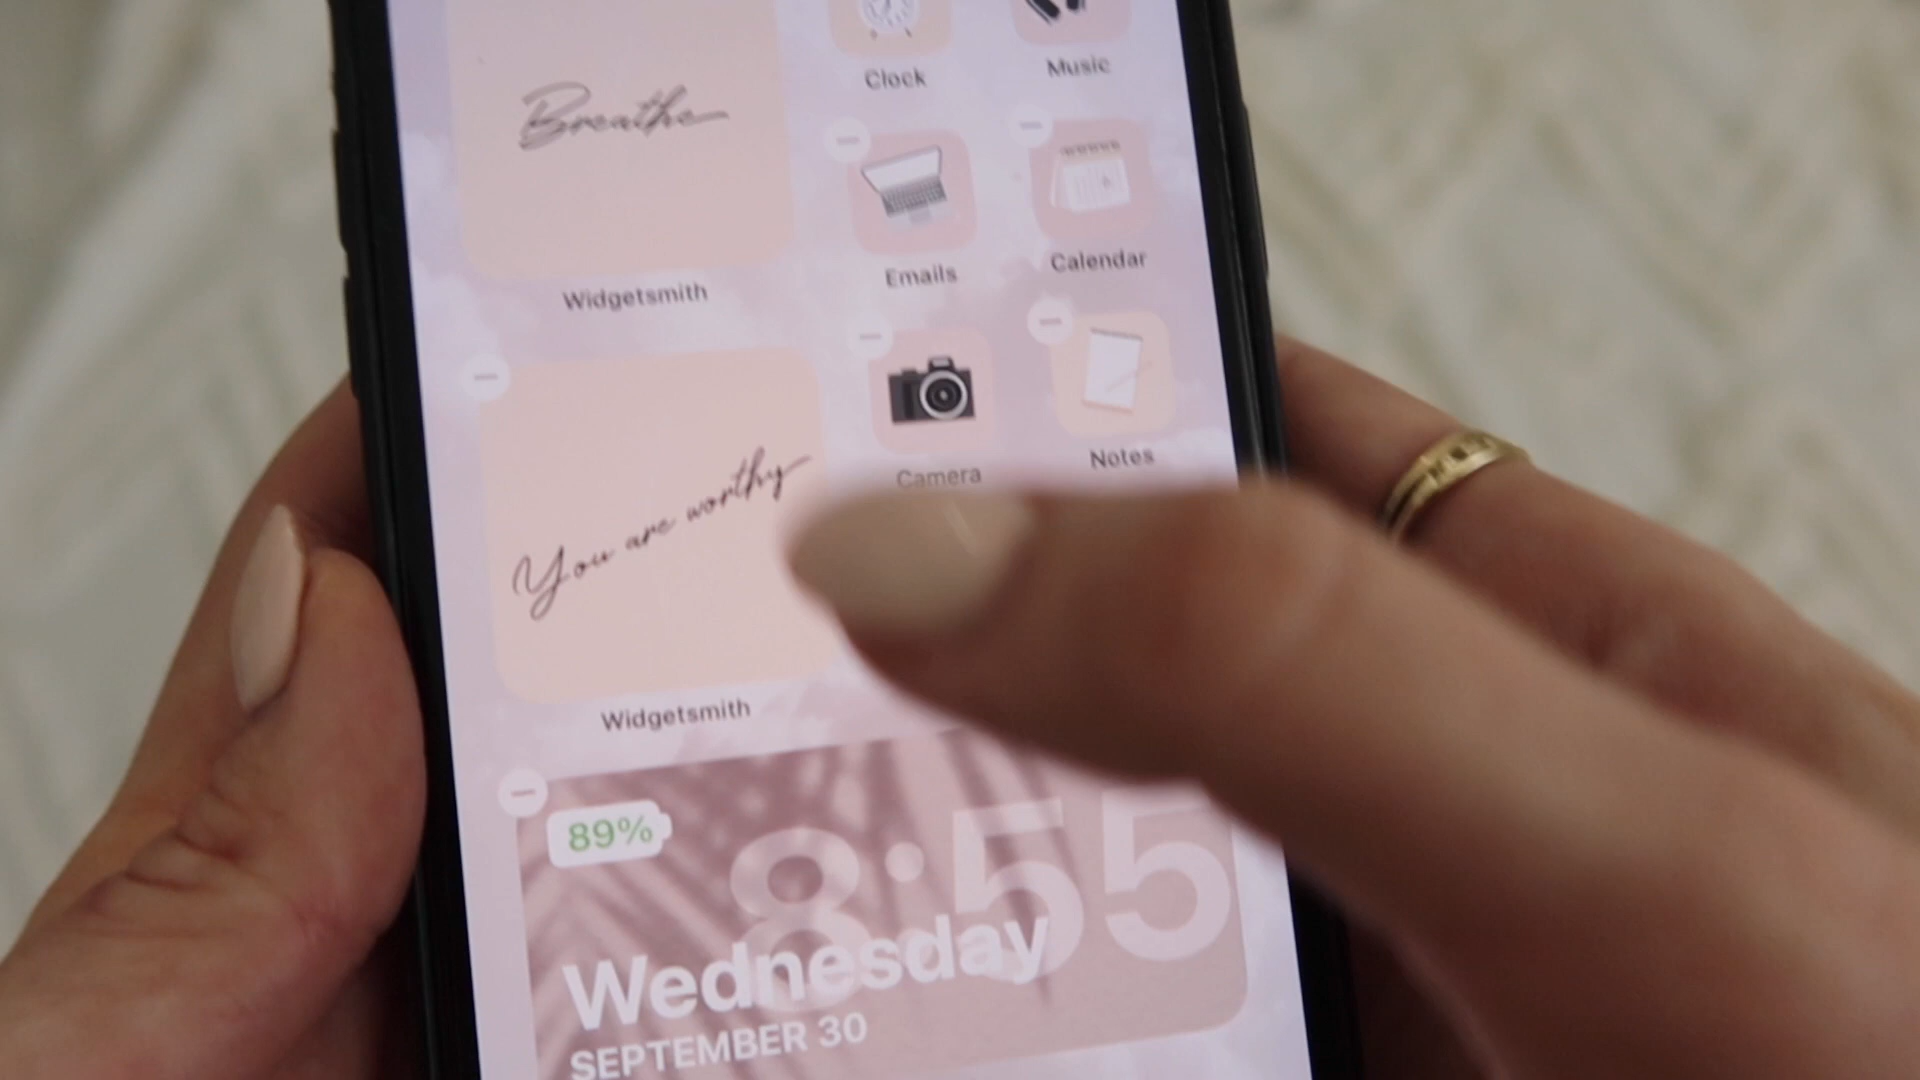 Breathe
Clock
Music
Emails
Calendar
Widgetsmith
Camera
Notes
You are worthy
Widgetsmith
89%
8:55
Wednesday
SEPTEMBER 30